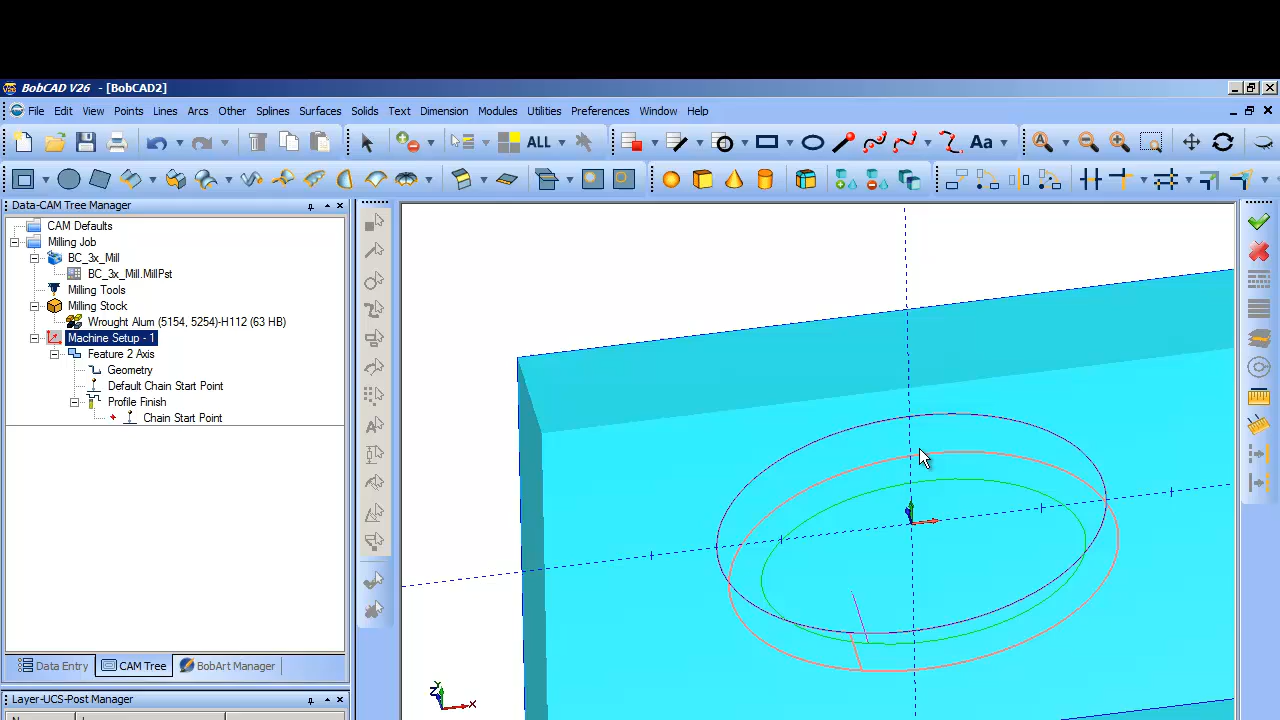 BobCAD V26 - [BobCAD2]
File Edit View Points Lines Arcs Other Splines Surfaces Solids Text Dimension Modules Utilities Preferences Window Help
ALL Aa
Data-CAM Tree Manager
CAM Defaults
Milling Job
BC_3x_Mill
BC_3x_Mill.MillPst
Milling Tools
Milling Stock
Wrought Alum (5154, 5254)-H112 (63 HB)
Machine Setup - 1
Feature 2 Axis
Geometry
Default Chain Start Point
Profile Finish
Chain Start Point
Data Entry CAM Tree BobArt Manager
Layer-UCS-Post Manager
Y
Z
X